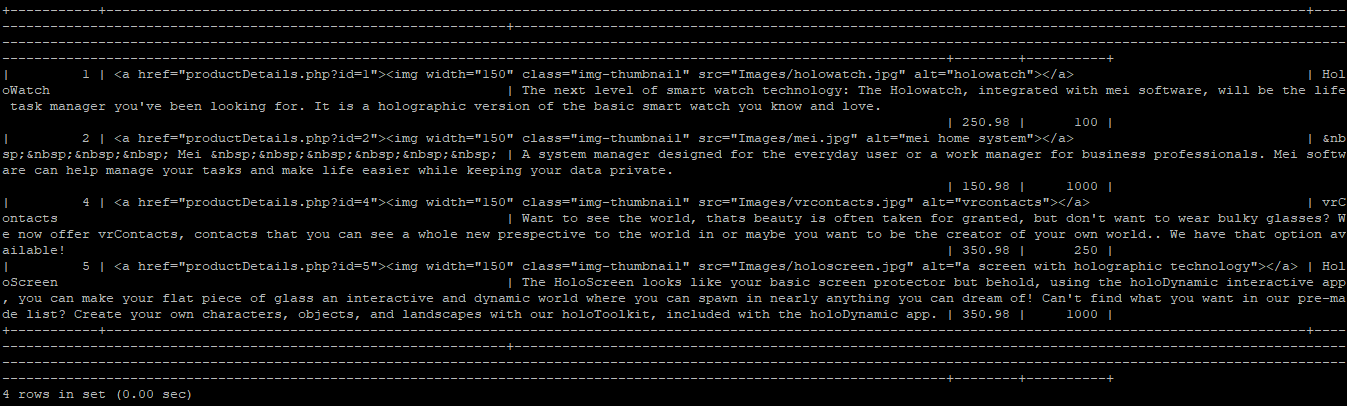 |         1 | <a href="productDetails.php?id=1"><img width="150" class="img-thumbnail" src="Images/holowatch.jpg" alt="holowatch"></a> | Hol
oWatch | The next level of smart watch technology: The Holowatch, integrated with mei software, will be the life
task manager you've been looking for. It is a holographic version of the basic smart watch you know and love.
| 250.98 | 100 |
| 2 | <a href="productDetails.php?id=2"><img width="150" class="img-thumbnail" src="Images/mei.jpg" alt="mei home system"></a> | &nb
sp;&nbsp;&nbsp;&nbsp; Mei &nbsp;&nbsp;&nbsp;&nbsp;&nbsp;&nbsp; | A system manager designed for the everyday user or a work manager for business professionals. Mei softw
are can help manage your tasks and make life easier while keeping your data private.
| 150.98 | 1000 |
| 4 | <a href="productDetails.php?id=4"><img width="150" class="img-thumbnail" src="Images/vrcontacts.jpg" alt="vrcontacts"></a> | vrC
ontacts | Want to see the world, thats beauty is often taken for granted, but don't want to wear bulky glasses? W
e now offer vrContacts, contacts that you can see a whole new prespective to the world in or maybe you want to be the creator of your own world.. We have that option av
ailable! | 350.98 | 250 |
| 5 | <a href="productDetails.php?id=5"><img width="150" class="img-thumbnail" src="Images/holoscreen.jpg" alt="a screen with holographic technology"></a> | Hol
oScreen | The HoloScreen looks like your basic screen protector but behold, using the holoDynamic interactive app
, you can make your flat piece of glass an interactive and dynamic world where you can spawn in nearly anything you can dream of! Can't find what you want in our pre-ma
de list? Create your own characters, objects, and landscapes with our holoToolkit, included with the holoDynamic app. | 350.98 | 1000 |
4 rows in set (0.00 sec)